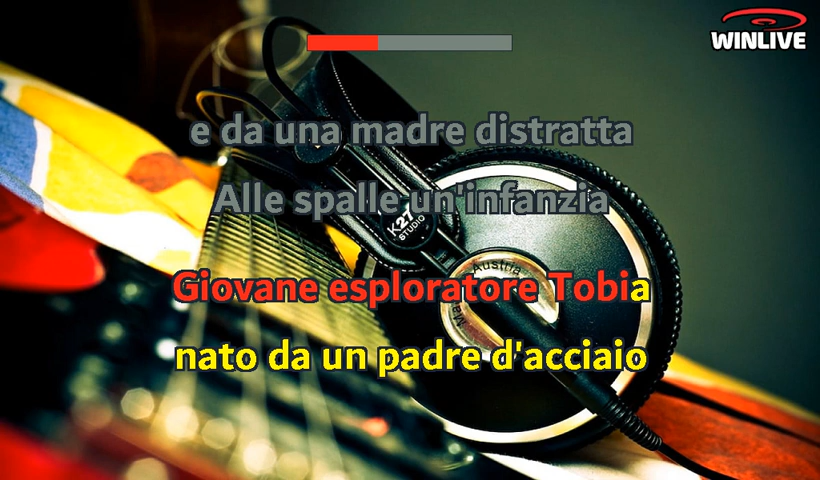 WINLIVE
e da una madre distratta
Alle spalle un'infanzia
K27
STUDIO
Austria
Giovane esploratore Tobia
nato da un padre d'acciaio